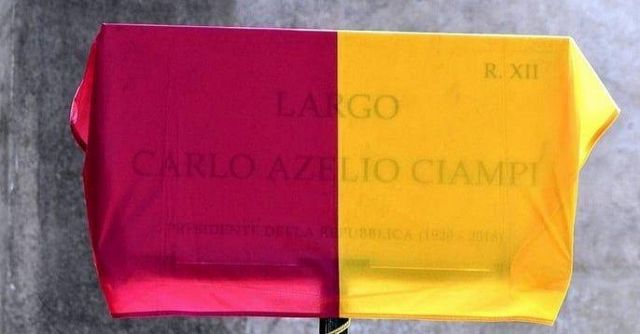 R. XII
LARGO
CARLO AZELIO CIAMPI
PRESIDENTE DELLA REPUBBLICA (1920 - 2016)